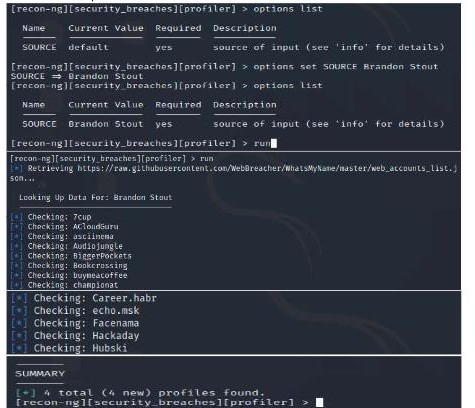 [recon-ng][security_breaches][profiler] > options list
Name Current Value Required Description
SOURCE default yes source of input (see 'info' for details)
[recon-ng][security_breaches][profiler] > options set SOURCE Brandon Stout
SOURCE ⇒ Brandon Stout
[recon-ng][security_breaches][profiler] > options list
Name Current Value Required Description
SOURCE Brandon Stout yes source of input (see 'info' for details)
[recon-ng][security_breaches][profiler] > run
[recon-ng][security_breaches][profiler] > run
[*] Retrieving https://raw.githubusercontent.com/WebBreacher/WhatsMyName/master/web_accounts_list.j
son...
Looking Up Data For: Brandon Stout
[*] Checking: 7cup
[*] Checking: ACloudGuru
[*] Checking: asciinema
[*] Checking: Audiojungle
[*] Checking: BiggerPockets
[*] Checking: Bookcrossing
[*] Checking: buymeacoffee
[*] Checking: championat
[*] Checking: Career.habr
[*] Checking: echo.msk
[*] Checking: Facenama
[*] Checking: Hackaday
[*] Checking: Hubski
SUMMARY
[*] 4 total (4 new) profiles found.
[recon-ng][security_breaches][profiler] >